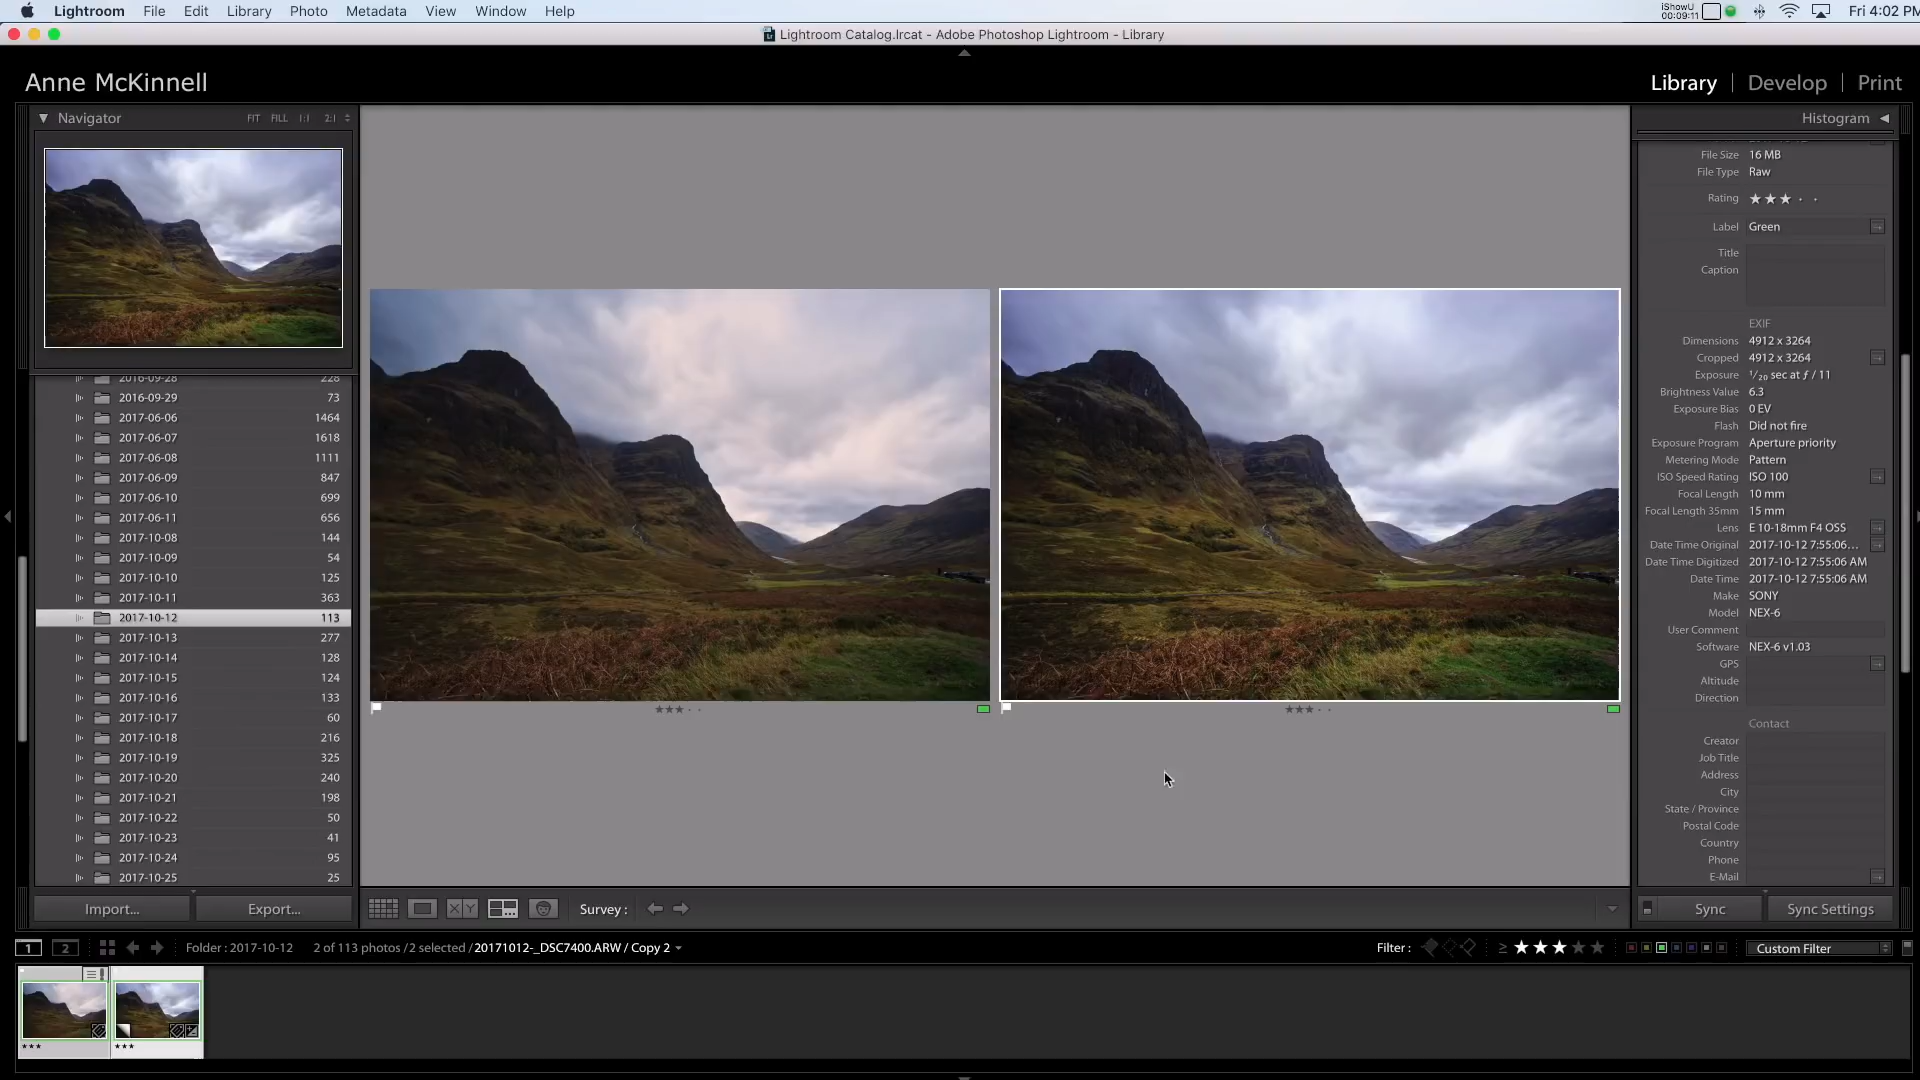 Lightroom File Edit Library Photo Metadata View Window Help
iShowU
00:09:11
Fri 4:02 PM
Lightroom Catalog.lrcat - Adobe Photoshop Lightroom - Library
Anne McKinnell
Library | Develop | Print
Navigator FIT FILL 1:1 2:1
Histogram
2016-09-28 228
2016-09-29 73
2017-06-06 1464
2017-06-07 1618
2017-06-08 1111
2017-06-09 847
2017-06-10 699
2017-06-11 656
2017-10-08 144
2017-10-09 54
2017-10-10 125
2017-10-11 363
2017-10-12 113
2017-10-13 277
2017-10-14 128
2017-10-15 124
2017-10-16 133
2017-10-17 60
2017-10-18 216
2017-10-19 325
2017-10-20 240
2017-10-21 198
2017-10-22 50
2017-10-23 41
2017-10-24 95
2017-10-25 25
Import... Export...
File Size 16 MB
File Type Raw
Rating ★★★ · ·
Label Green
Title
Caption
EXIF
Dimensions 4912 x 3264
Cropped 4912 x 3264
Exposure 1/20 sec at ƒ / 11
Brightness Value 6.3
Exposure Bias 0 EV
Flash Did not fire
Exposure Program Aperture priority
Metering Mode Pattern
ISO Speed Rating ISO 100
Focal Length 10 mm
Focal Length 35mm 15 mm
Lens E 10-18mm F4 OSS
Date Time Original 2017-10-12 7:55:06...
Date Time Digitized 2017-10-12 7:55:06 AM
Date Time 2017-10-12 7:55:06 AM
Make SONY
Model NEX-6
User Comment
Software NEX-6 v1.03
GPS
Altitude
Direction
Contact
Creator
Job Title
Address
City
State / Province
Postal Code
Country
Phone
E-Mail
X Y
Survey :
Sync Sync Settings
1 2 Folder : 2017-10-12 2 of 113 photos /2 selected /20171012-_DSC7400.ARW / Copy 2
Filter : ≥ ★★★★★ Custom Filter